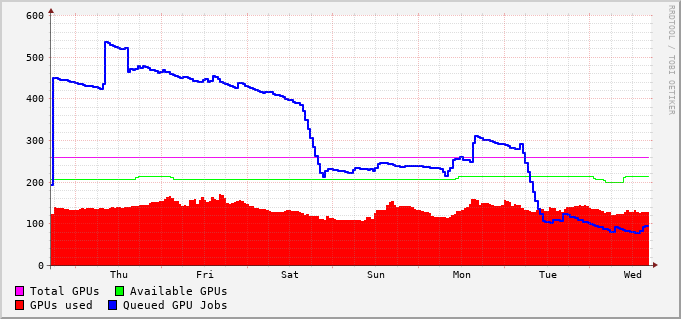 600
500
400
300
200
100
0
Thu Fri Sat Sun Mon Tue Wed
Total GPUs Available GPUs
GPUs used Queued GPU Jobs
RRDTOOL / TOBI OETIKER